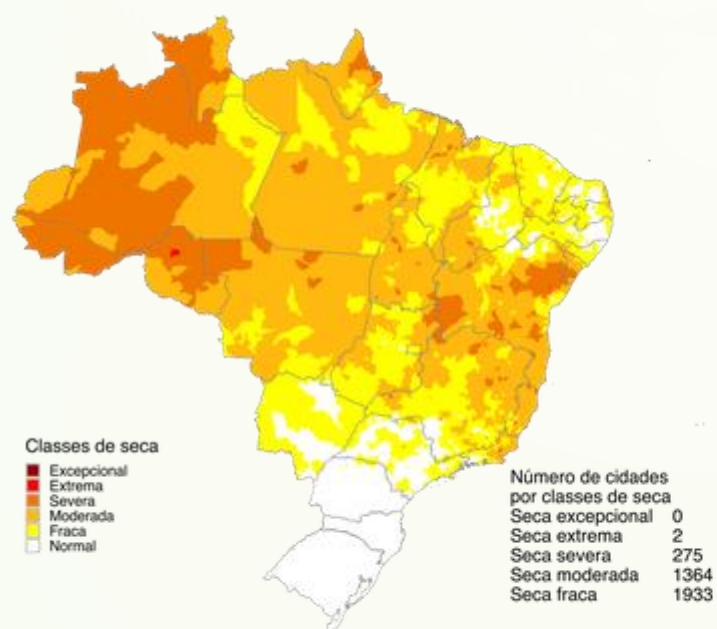 Classes de seca
Excepcional
Extrema
Severa
Moderada
Fraca
Normal
Número de cidades
por classes de seca
Seca excepcional 0
Seca extrema 2
Seca severa 275
Seca moderada 1364
Seca fraca 1933